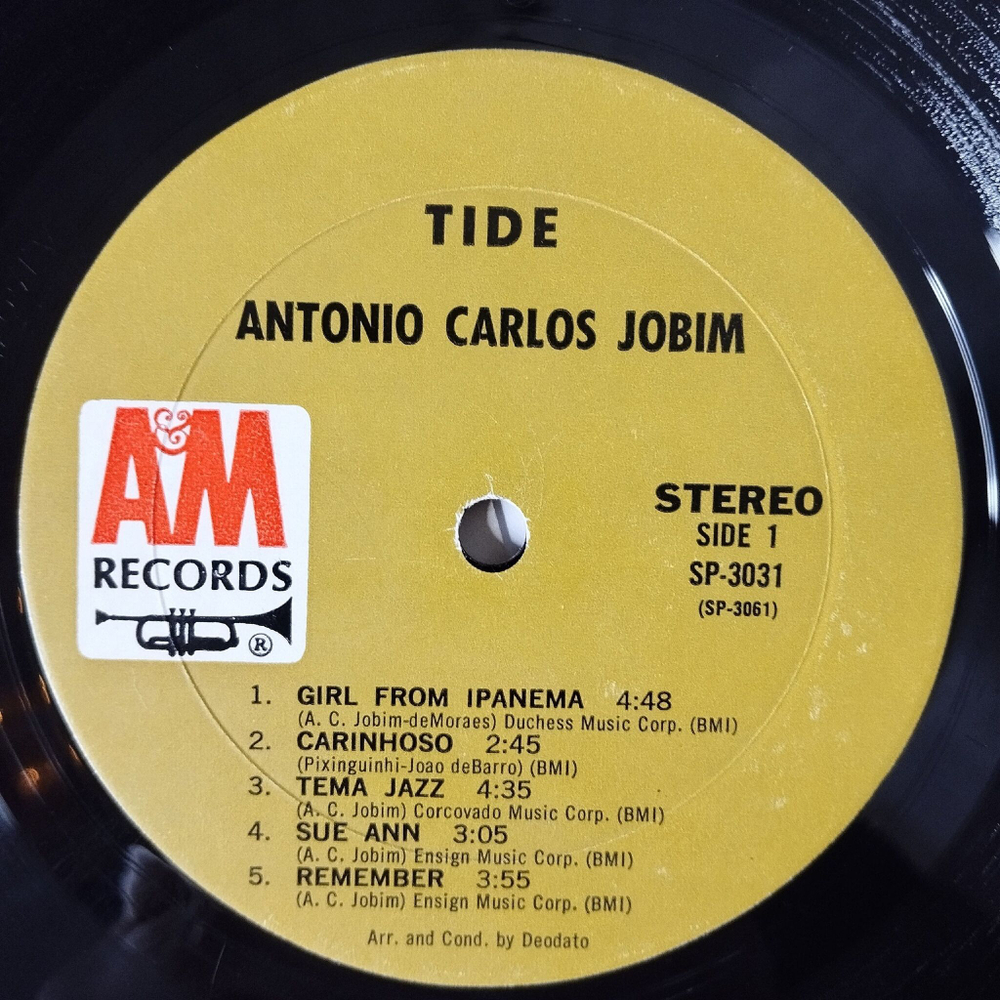 TIDE
ANTONIO CARLOS JOBIM
A&M
RECORDS
®
STEREO
SIDE 1
SP-3031
(SP-3061)
1. GIRL FROM IPANEMA 4:48
(A. C. Jobim-deMoraes) Duchess Music Corp. (BMI)
2. CARINHOSO 2:45
(Pixinguinhi-Joao deBarro) (BMI)
3. TEMA JAZZ 4:35
(A. C. Jobim) Corcovado Music Corp. (BMI)
4. SUE ANN 3:05
(A. C. Jobim) Ensign Music Corp. (BMI)
5. REMEMBER 3:55
(A. C. Jobim) Ensign Music Corp. (BMI)
Arr. and Cond. by Deodato